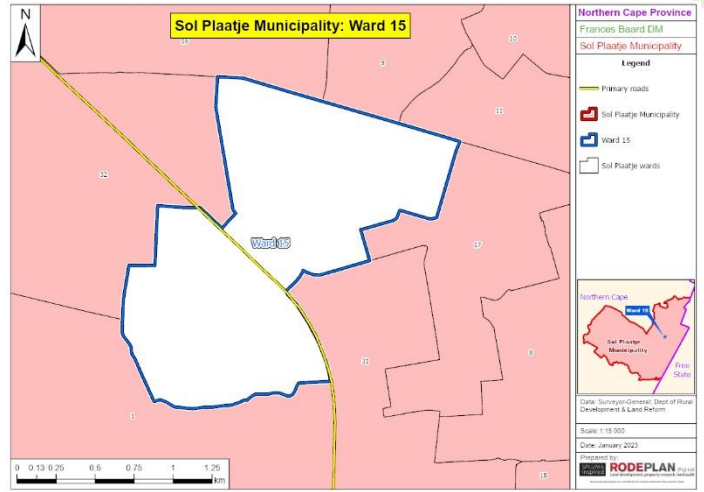 Sol Plaatje Municipality: Ward 15
N
16
9
10
11
32
Ward 15
17
31
8
1
18
0 0.13 0.25 0.5 0.75 1 1.25
km
Northern Cape Province
Frances Baard DM
Sol Plaatje Municipality
Legend
Primary roads
Sol Plaatje Municipality
Ward 15
Sol Plaatje wards
Northern Cape
Ward 15
Sol Plaatje
Municipality
Free
State
Data: Surveyor-General; Dept of Rural
Development & Land Reform
Scale 1:15 000
Date: January 2023
Prepared by:
SPLUMA
Inspired
RODEPLAN (Pty) Ltd